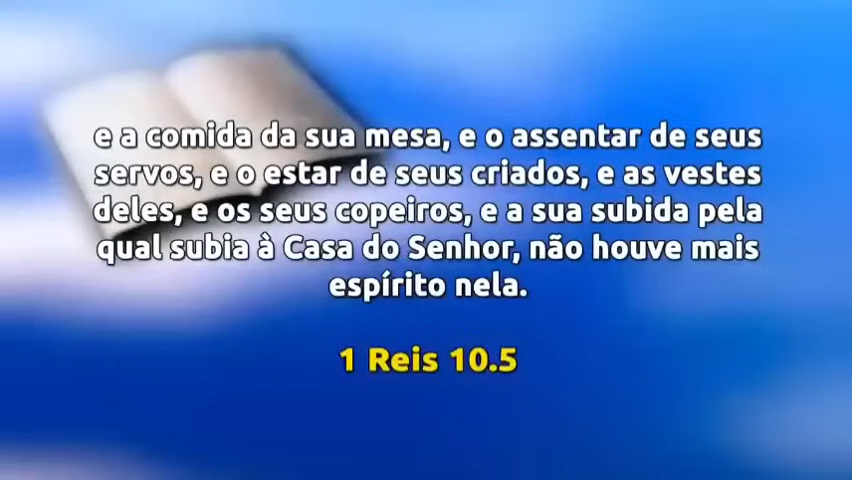 e a comida da sua mesa, e o assentar de seus
servos, e o estar de seus criados, e as vestes
deles, e os seus copeiros, e a sua subida pela
qual subia à Casa do Senhor, não houve mais
espírito nela.
1 Reis 10.5